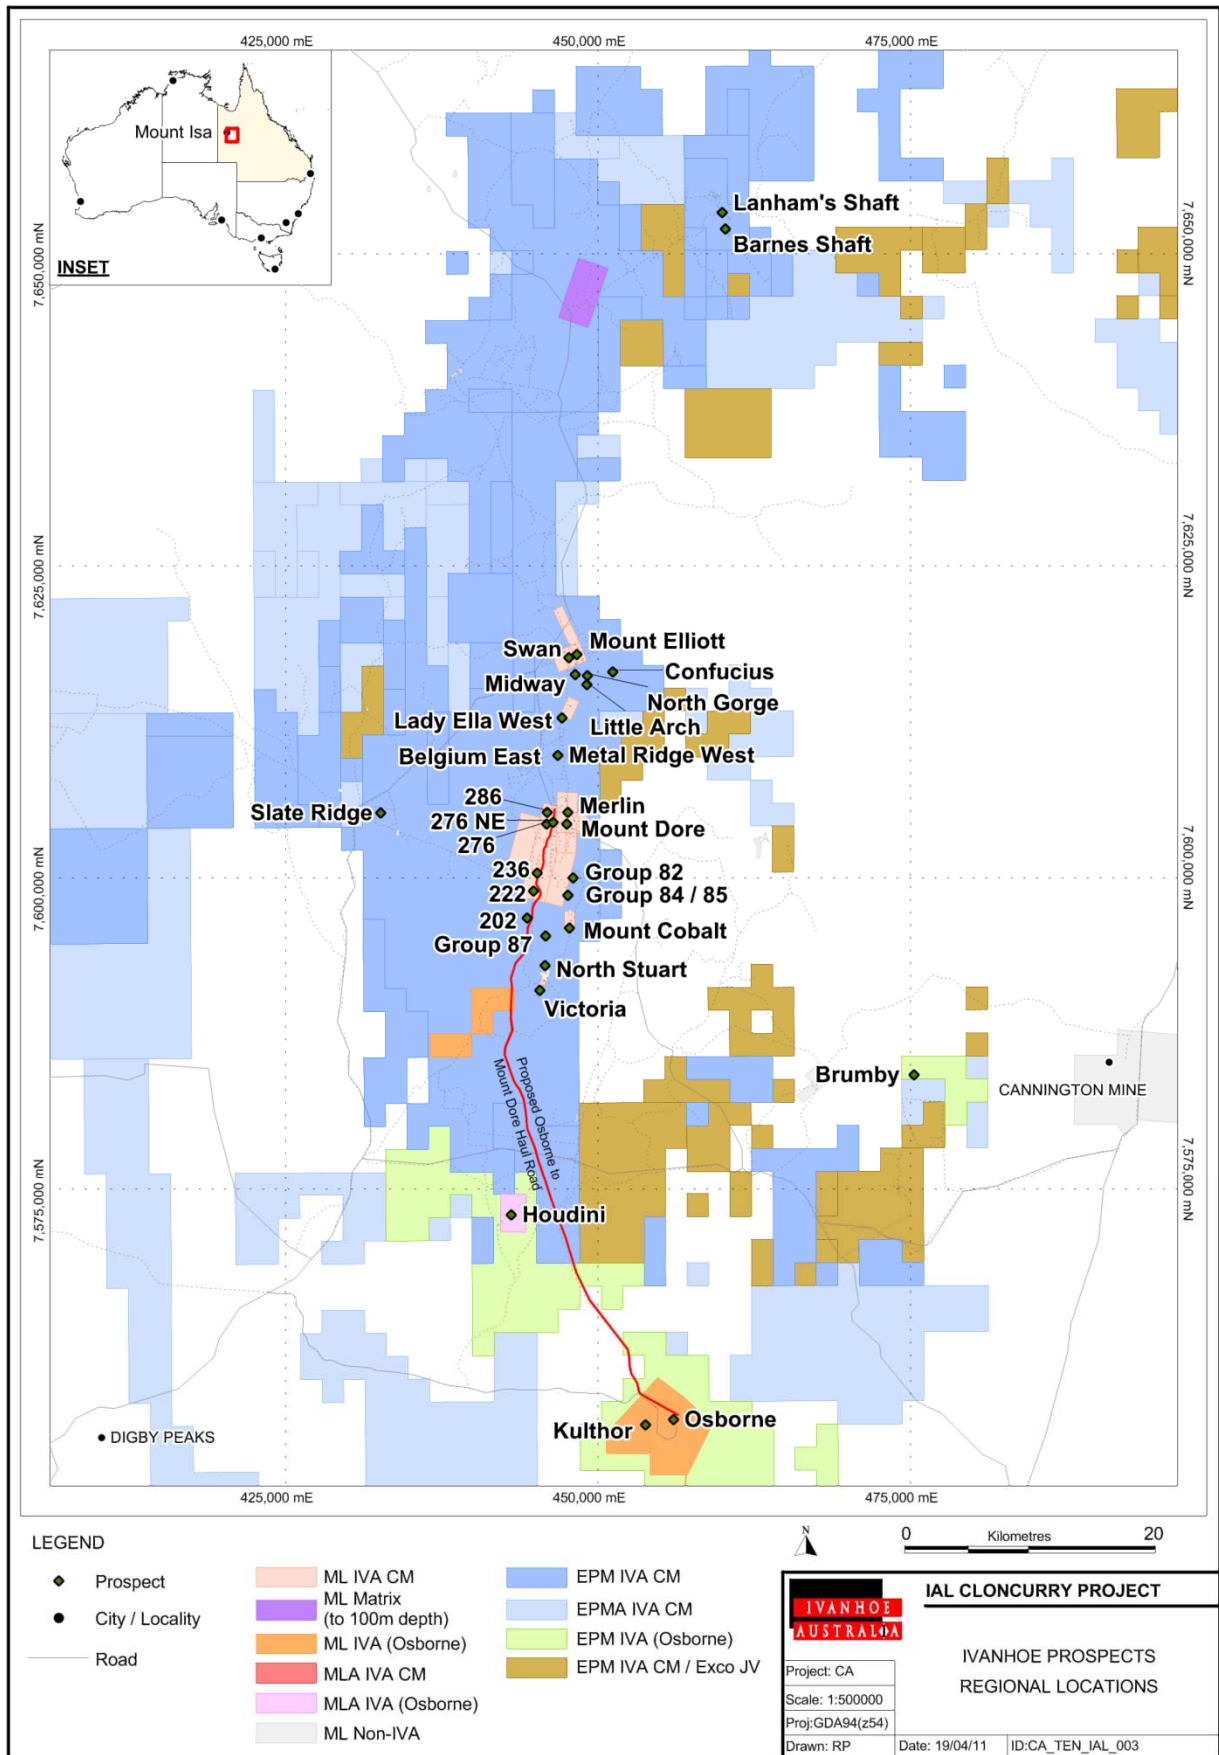 425,000 mE
450,000 mE
475,000 mE
Mount Isa
INSET
7,650,000 mN
7,650,000 mN
Lanham's Shaft
Barnes Shaft
7,625,000 mN
7,625,000 mN
Swan
Mount Elliott
Confucius
Midway
North Gorge
Lady Ella West
Little Arch
Belgium East
Metal Ridge West
286
Merlin
Slate Ridge
276 NE
Mount Dore
276
236
Group 82
222
Group 84 / 85
7,600,000 mN
7,600,000 mN
202
Mount Cobalt
Group 87
North Stuart
Victoria
Proposed Osborne to
Mount Dore Haul Road
Brumby
CANNINGTON MINE
7,575,000 mN
7,575,000 mN
Houdini
Kulthor
Osborne
DIGBY PEAKS
425,000 mE
450,000 mE
475,000 mE
LEGEND
Prospect
City / Locality
Road
ML IVA CM
ML Matrix
(to 100m depth)
ML IVA (Osborne)
MLA IVA CM
MLA IVA (Osborne)
ML Non-IVA
EPM IVA CM
EPMA IVA CM
EPM IVA (Osborne)
EPM IVA CM / Exco JV
N
0
Kilometres
20
IVANHOE
AUSTRALIA
IAL CLONCURRY PROJECT
IVANHOE PROSPECTS
REGIONAL LOCATIONS
Project: CA
Scale: 1:500000
Proj:GDA94(z54)
Drawn: RP
Date: 19/04/11
ID:CA_TEN_IAL_003